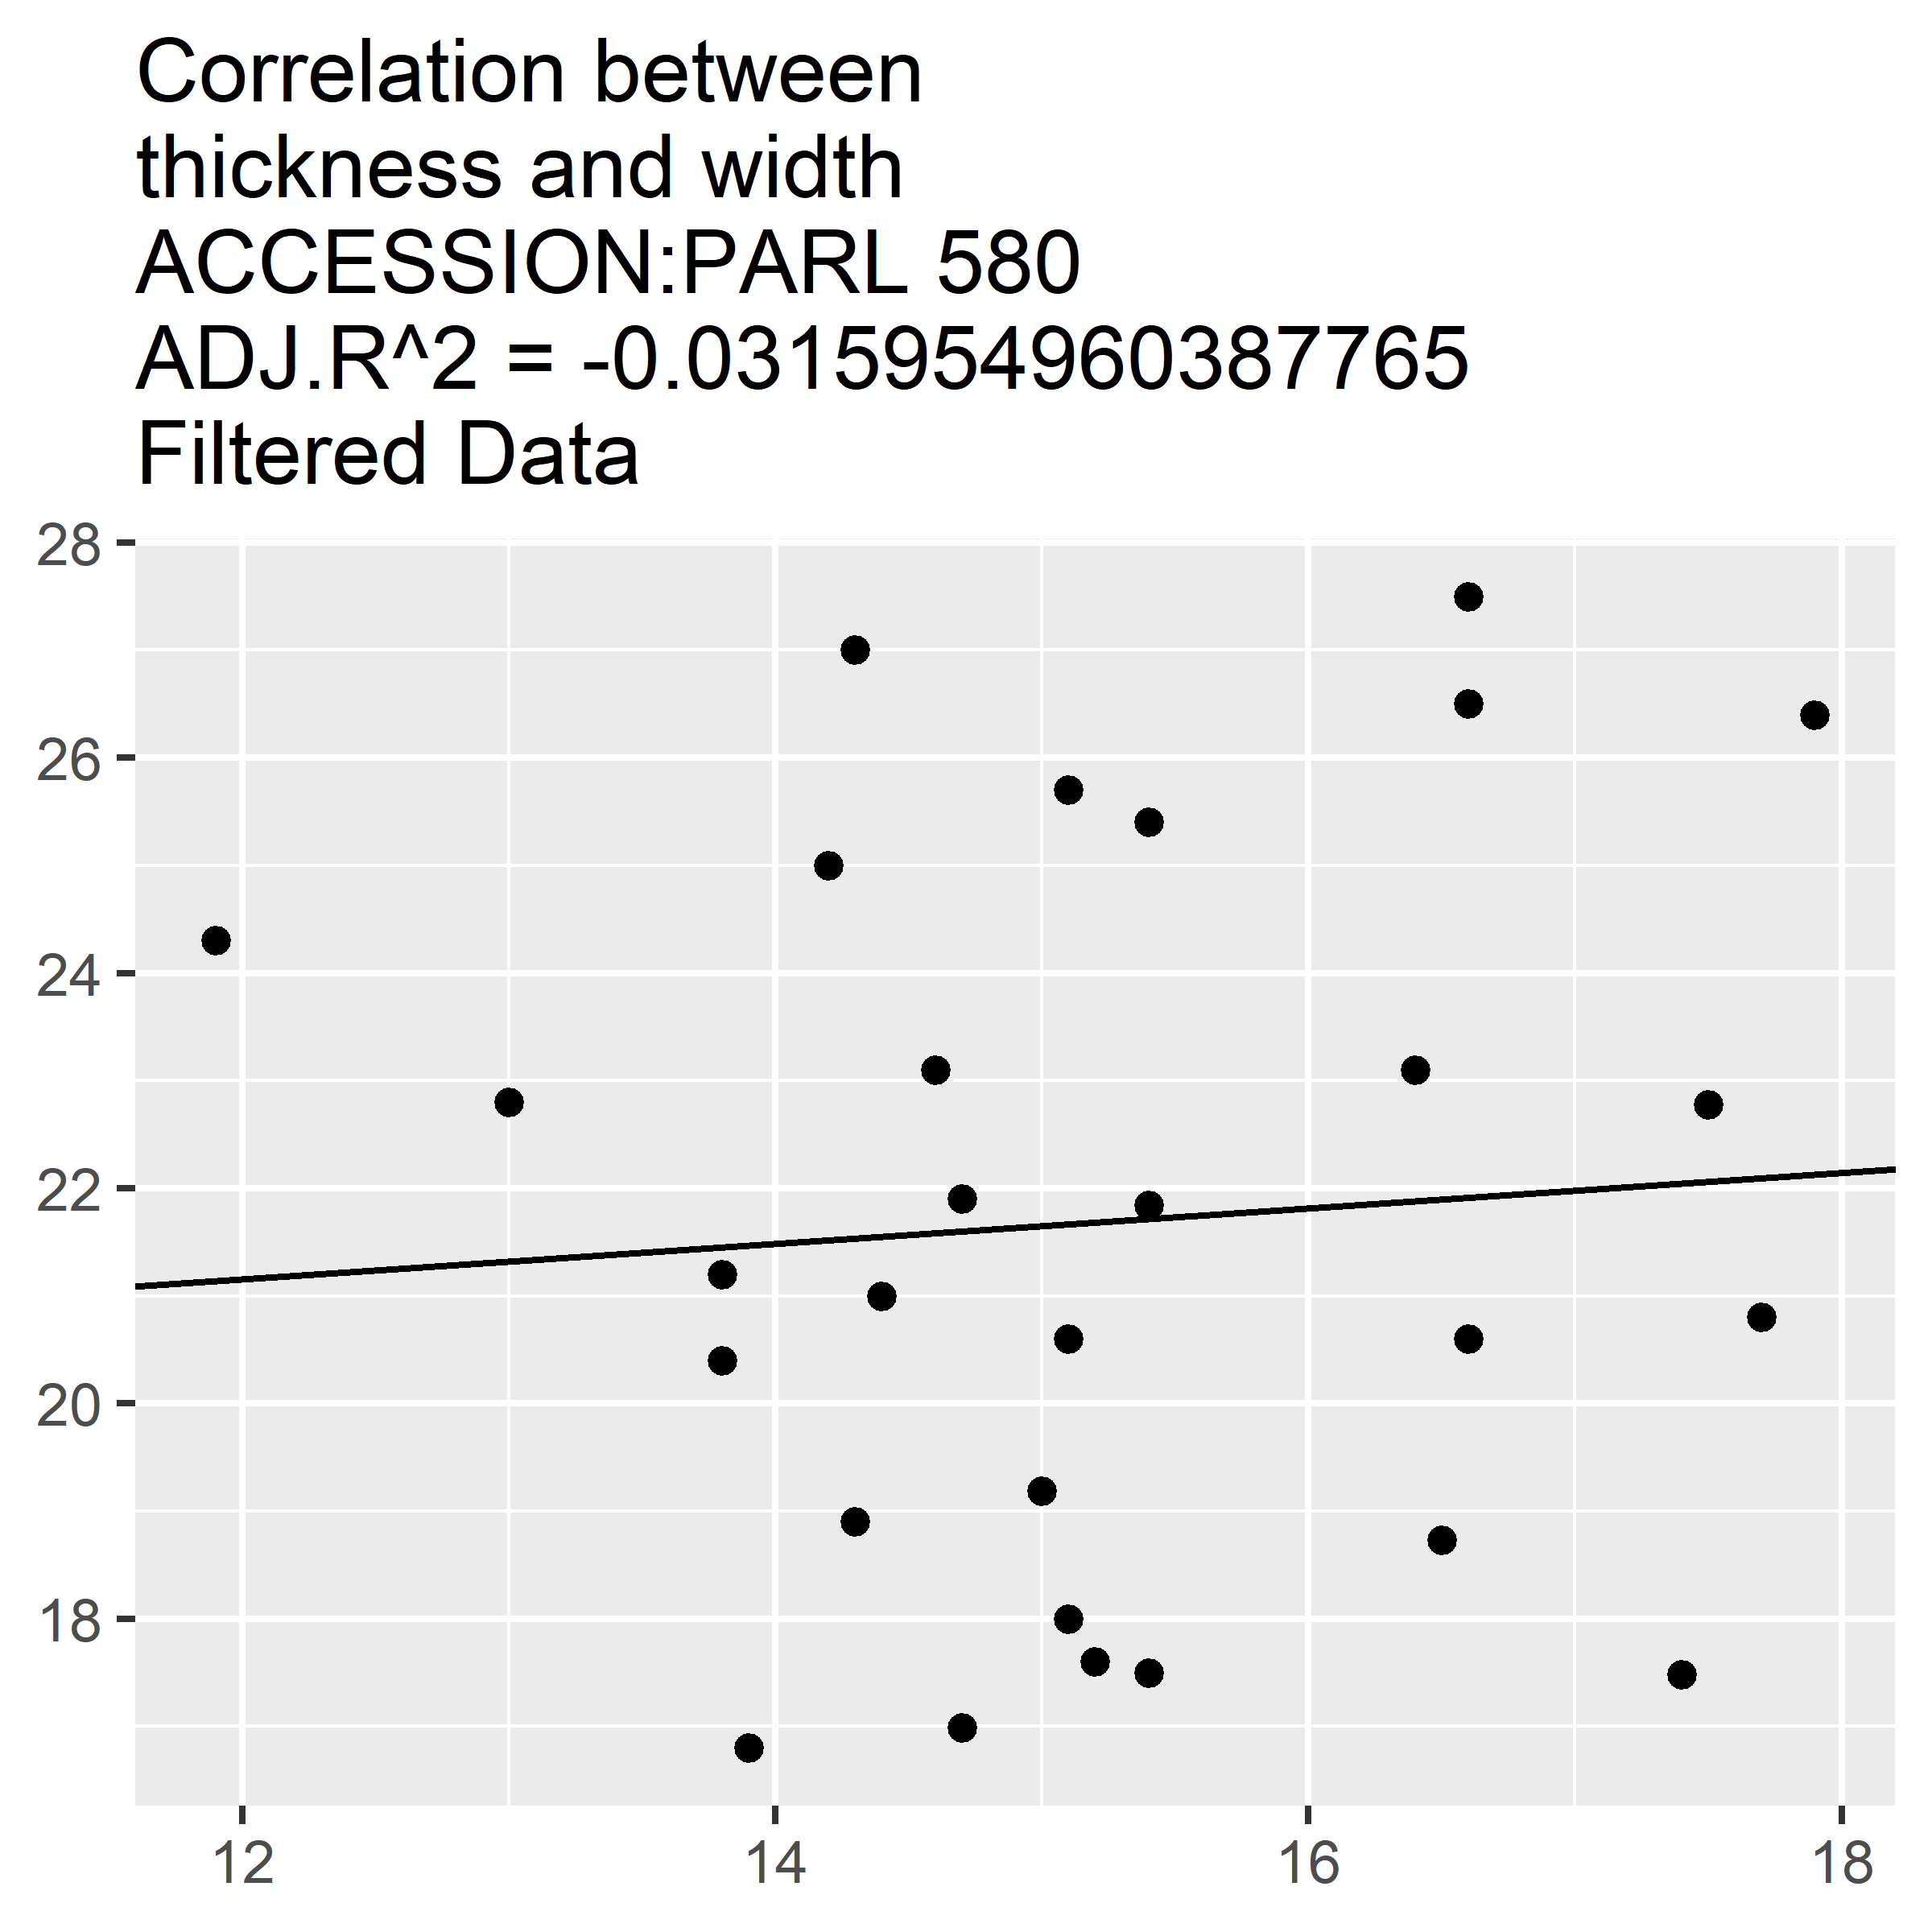 Correlation between
thickness and width
ACCESSION:PARL 580
ADJ.R^2 = -0.0315954960387765
Filtered Data
28
26
24
22
20
18
12 14 16 18